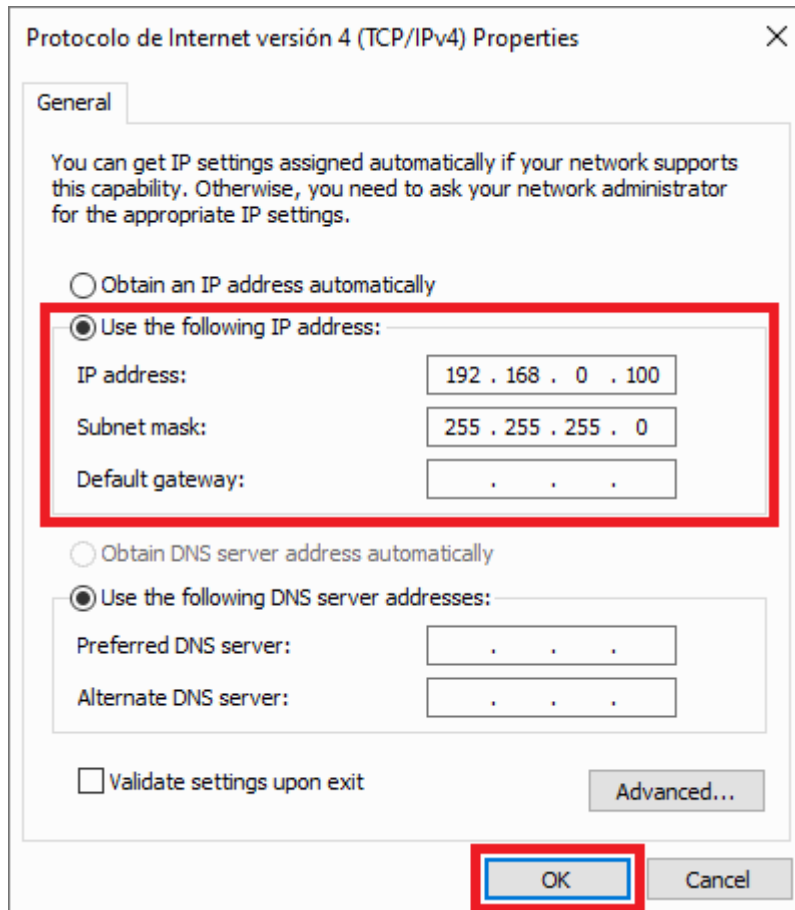 Protocolo de Internet versión 4 (TCP/IPv4) Properties
General
You can get IP settings assigned automatically if your network supports
this capability. Otherwise, you need to ask your network administrator
for the appropriate IP settings.
Obtain an IP address automatically
Use the following IP address:
IP address: 192 . 168 . 0 . 100
Subnet mask: 255 . 255 . 255 . 0
Default gateway: . . .
Obtain DNS server address automatically
Use the following DNS server addresses:
Preferred DNS server: . . .
Alternate DNS server: . . .
Validate settings upon exit
Advanced...
OK Cancel